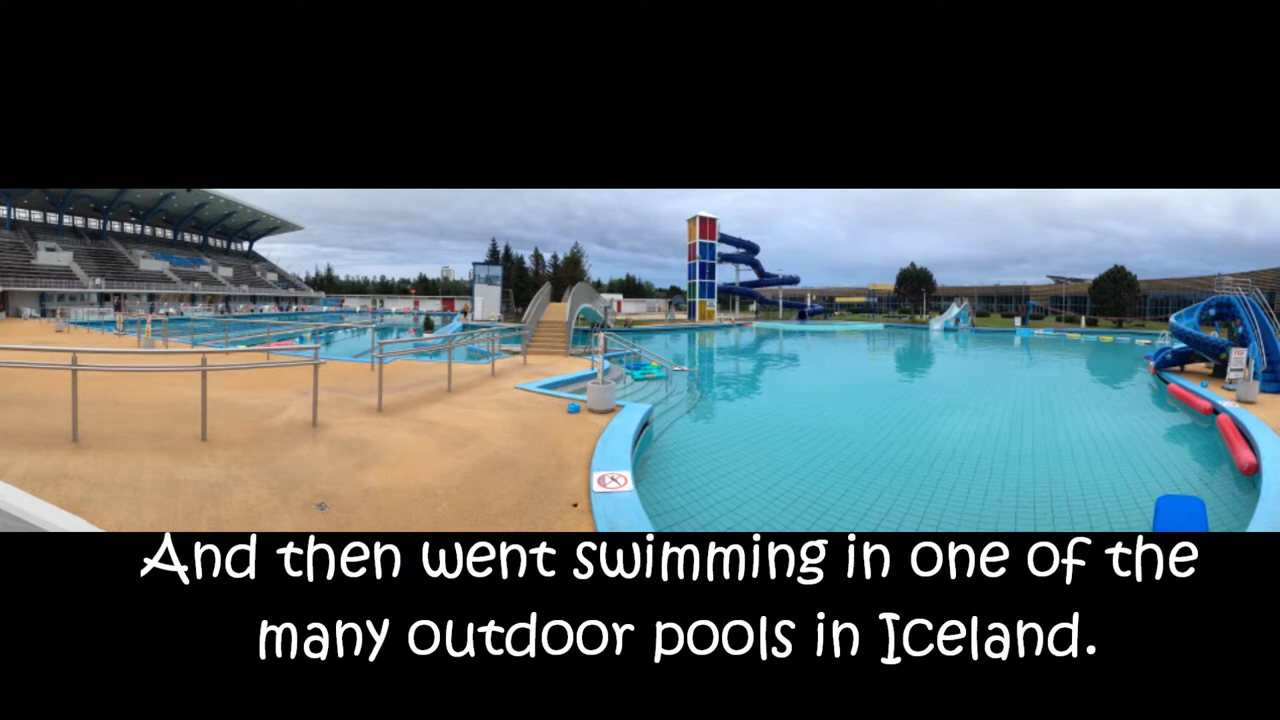 And then went swimming in one of the
many outdoor pools in Iceland.